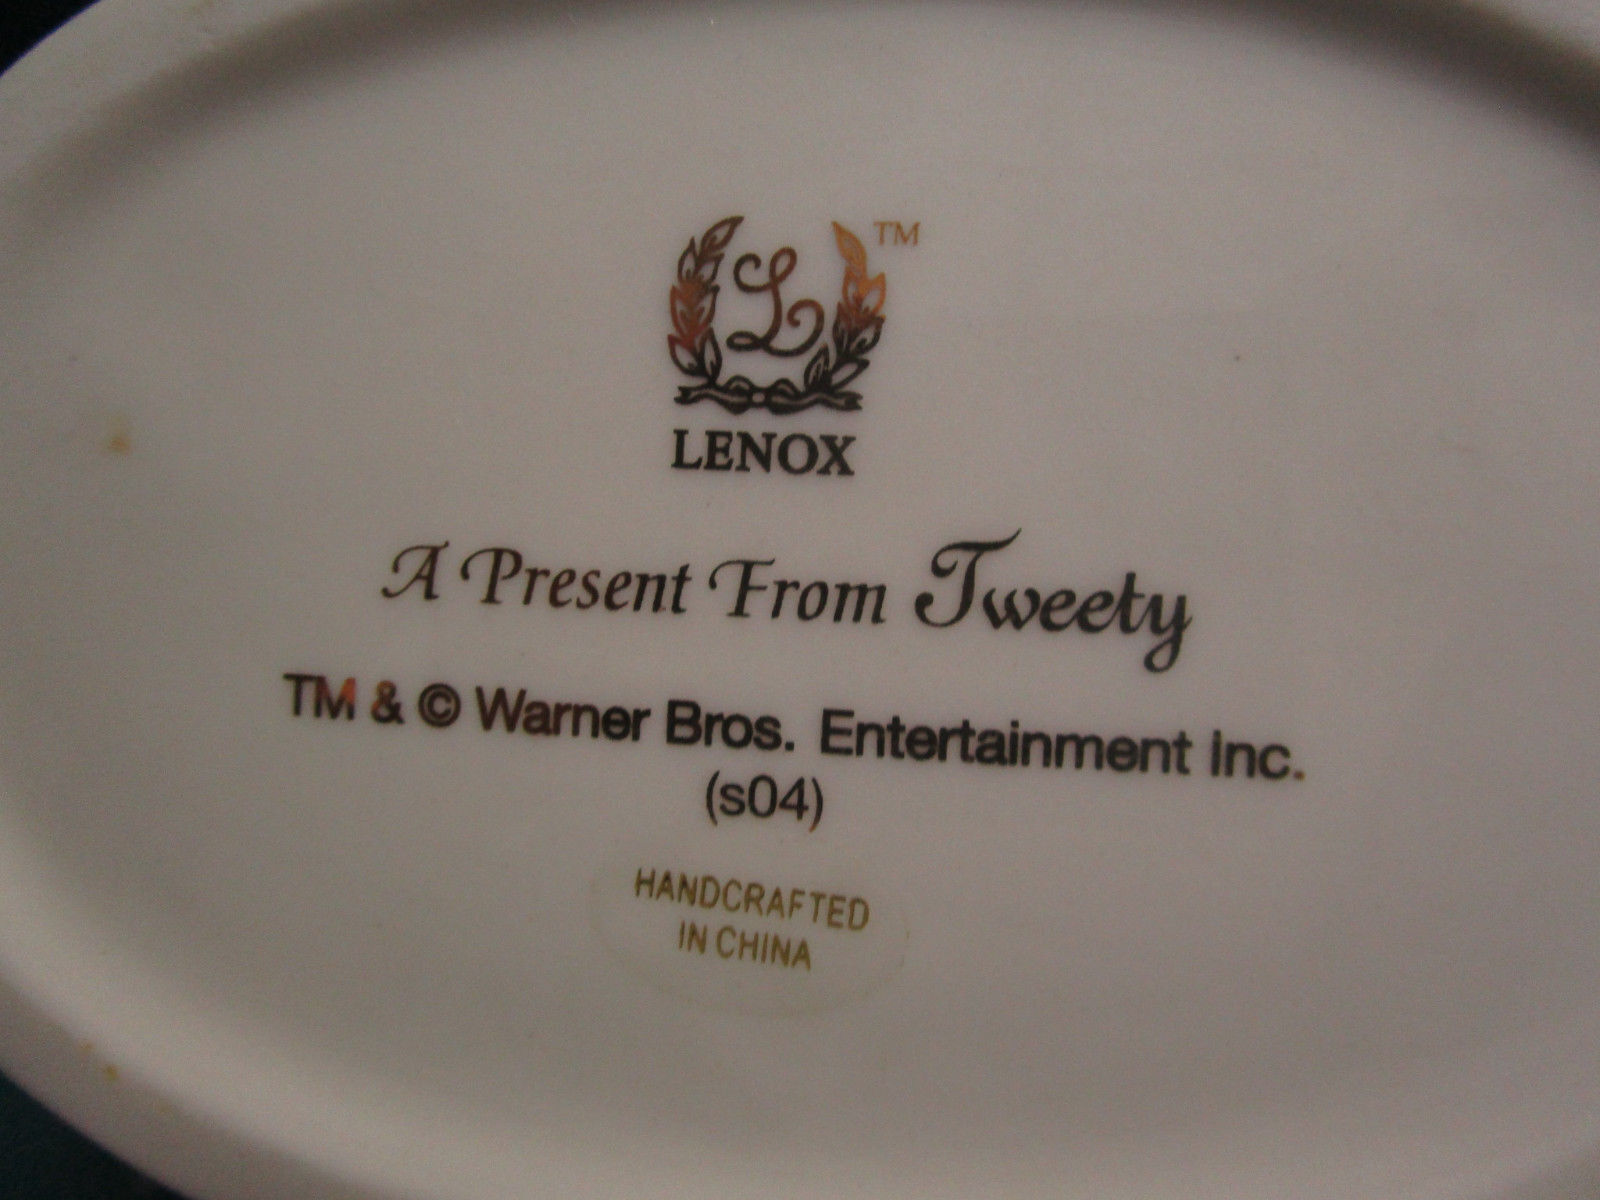 L TM
LENOX
A Present From Tweety
TM & © Warner Bros. Entertainment Inc.
(s04)
HANDCRAFTED
IN CHINA